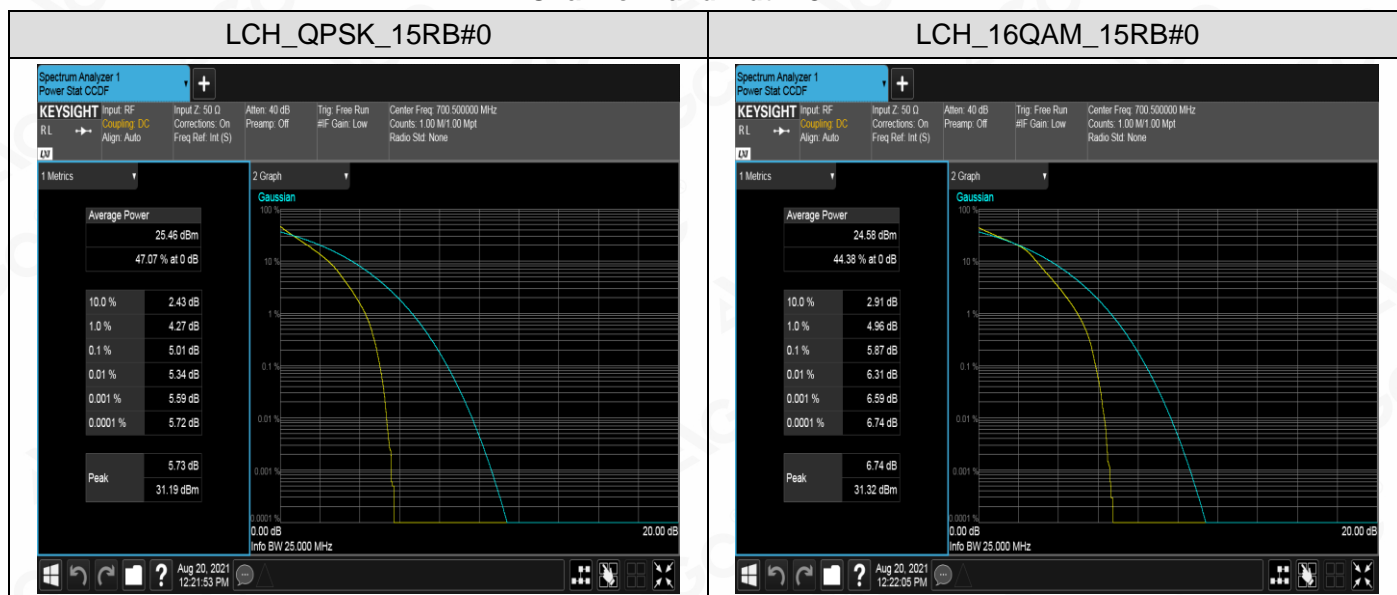 LCH_QPSK_15RB#0
Spectrum Analyzer 1
Power Stat CCDF
+
KEYSIGHT
RL
LXI
Input: RF
Coupling: DC
Align: Auto
Input Z: 50 Ω
Corrections: On
Freq Ref: Int (S)
Atten: 40 dB
Preamp: Off
Trig: Free Run
#IF Gain: Low
Center Freq: 700.500000 MHz
Counts: 1.00 M/1.00 Mpt
Radio Std: None
1 Metrics
Average Power
25.46 dBm
47.07 % at 0 dB
10.0 % 2.43 dB
1.0 % 4.27 dB
0.1 % 5.01 dB
0.01 % 5.34 dB
0.001 % 5.59 dB
0.0001 % 5.72 dB
Peak
5.73 dB
31.19 dBm
2 Graph
Gaussian
100 %
10 %
1 %
0.1 %
0.01 %
0.001 %
0.0001 %
0.00 dB
20.00 dB
Info BW 25.000 MHz
?
Aug 20, 2021
12:21:53 PM
LCH_16QAM_15RB#0
Spectrum Analyzer 1
Power Stat CCDF
+
KEYSIGHT
RL
LXI
Input: RF
Coupling: DC
Align: Auto
Input Z: 50 Ω
Corrections: On
Freq Ref: Int (S)
Atten: 40 dB
Preamp: Off
Trig: Free Run
#IF Gain: Low
Center Freq: 700.500000 MHz
Counts: 1.00 M/1.00 Mpt
Radio Std: None
1 Metrics
Average Power
24.58 dBm
44.38 % at 0 dB
10.0 % 2.91 dB
1.0 % 4.96 dB
0.1 % 5.87 dB
0.01 % 6.31 dB
0.001 % 6.59 dB
0.0001 % 6.74 dB
Peak
6.74 dB
31.32 dBm
2 Graph
Gaussian
100 %
10 %
1 %
0.1 %
0.01 %
0.001 %
0.0001 %
0.00 dB
20.00 dB
Info BW 25.000 MHz
?
Aug 20, 2021
12:22:05 PM